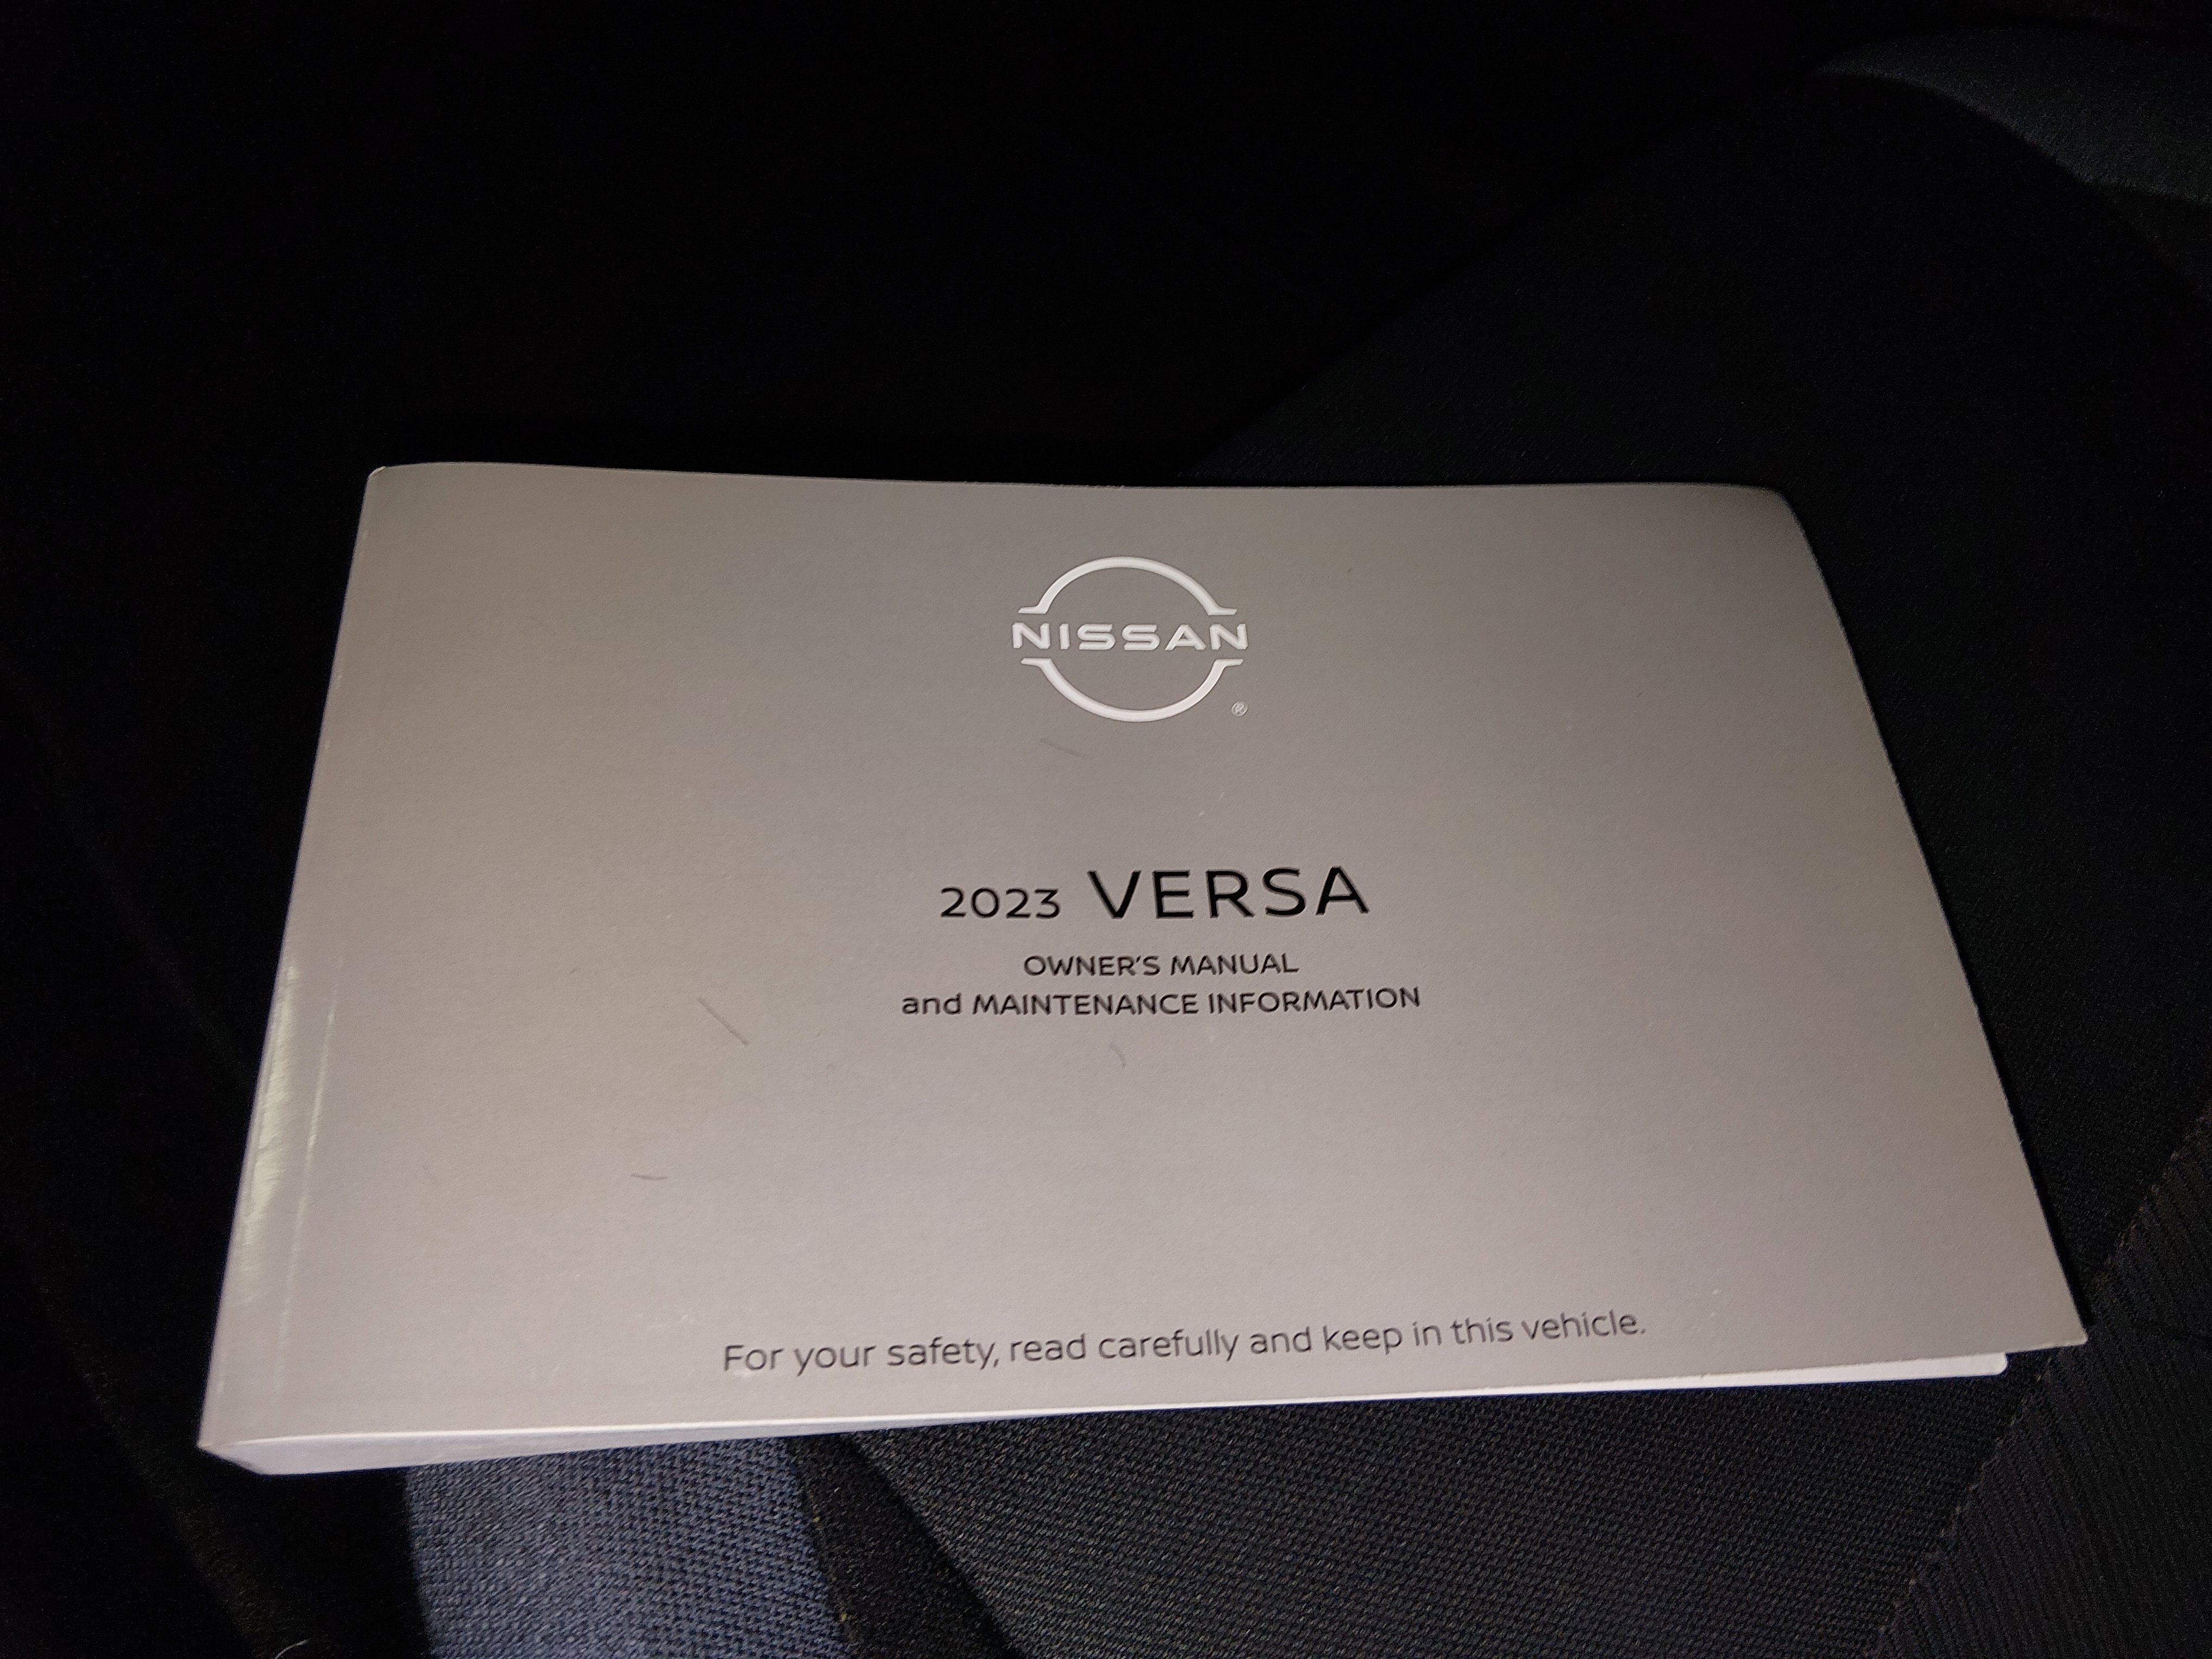 NISSAN
®
2023 VERSA
OWNER'S MANUAL
and MAINTENANCE INFORMATION
For your safety, read carefully and keep in this vehicle.